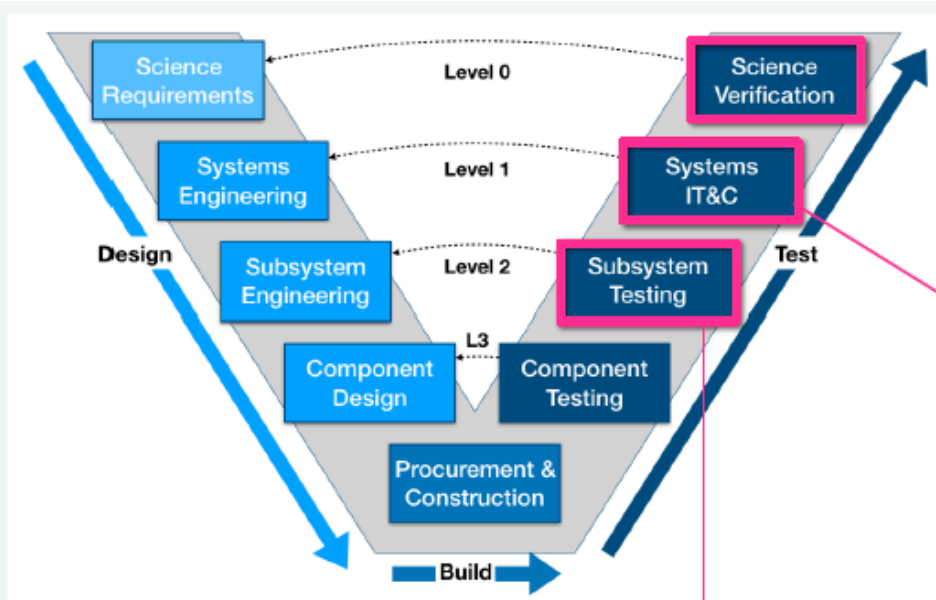 Science
Requirements
Level 0
Science
Verification
Systems
Engineering
Level 1
Systems
IT&C
Design
Subsystem
Engineering
Level 2
Subsystem
Testing
Test
Component
Design
L3
Component
Testing
Procurement &
Construction
Build